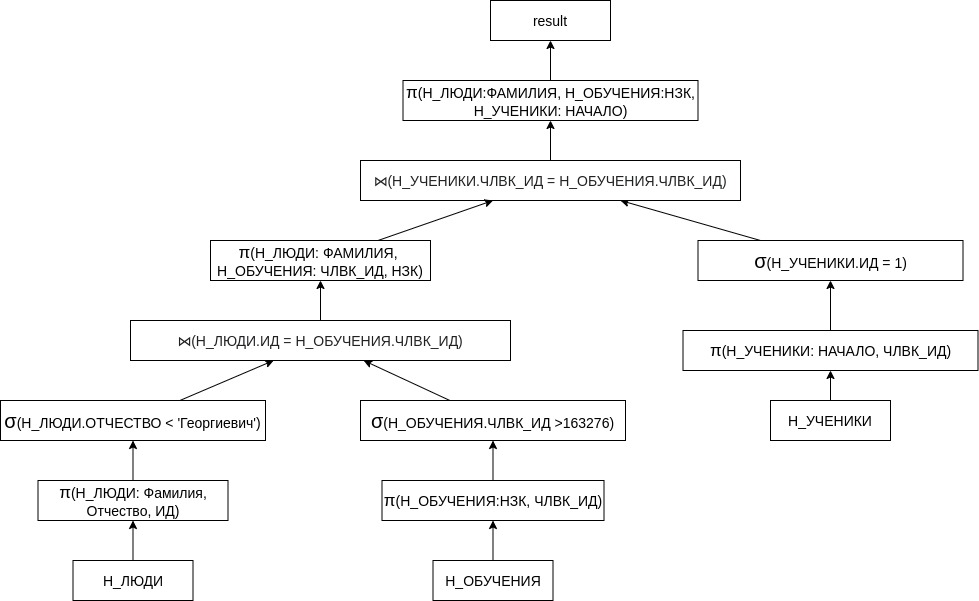 result
π(Н_ЛЮДИ:ФАМИЛИЯ, Н_ОБУЧЕНИЯ:НЗК,
Н_УЧЕНИКИ: НАЧАЛО)
⋈(Н_УЧЕНИКИ.ЧЛВК_ИД = Н_ОБУЧЕНИЯ.ЧЛВК_ИД)
π(Н_ЛЮДИ: ФАМИЛИЯ,
Н_ОБУЧЕНИЯ: ЧЛВК_ИД, НЗК)
σ(Н_УЧЕНИКИ.ИД = 1)
⋈(Н_ЛЮДИ.ИД = Н_ОБУЧЕНИЯ.ЧЛВК_ИД)
π(Н_УЧЕНИКИ: НАЧАЛО, ЧЛВК_ИД)
σ(Н_ЛЮДИ.ОТЧЕСТВО < 'Георгиевич')
σ(Н_ОБУЧЕНИЯ.ЧЛВК_ИД >163276)
Н_УЧЕНИКИ
π(Н_ЛЮДИ: Фамилия,
Отчество, ИД)
π(Н_ОБУЧЕНИЯ:НЗК, ЧЛВК_ИД)
Н_ЛЮДИ
Н_ОБУЧЕНИЯ